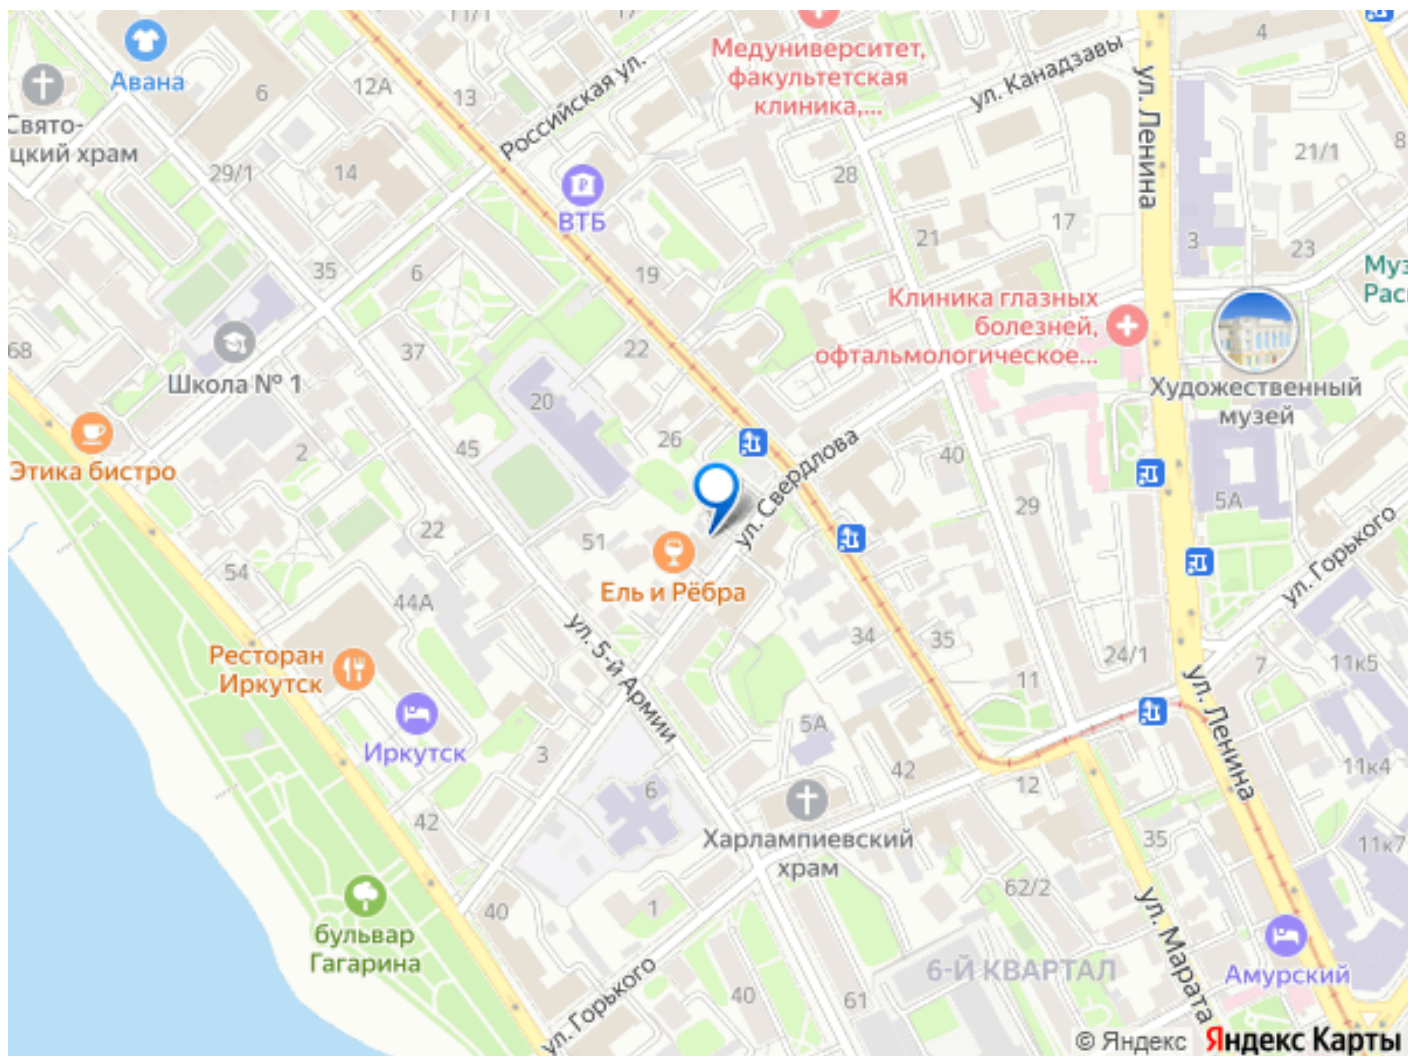 11/1
17
4
Медуниверситет,
факультетская
клиника,...
ул. Канадзавы
ул. Ленина
Авана
6
12А
13
Российская ул.
Свято-
цкий храм
29/1
14
28
21/1
8
ВТБ
21
17
3
23
Муз
Рас
35
6
19
Клиника глазных
болезней,
офтальмологическое...
68
37
22
Школа № 1
20
Художественный
музей
2
45
26
ул. Свердлова
40
Этика бистро
29
5А
22
51
ул. Горького
54
44А
Ель и Рёбра
34
35
24/1
7
11к5
Ресторан
Иркутск
ул. 5-й Армии
11
ул. Ленина
Иркутск
3
5А
42
12
11к4
6
42
Харлампиевский
храм
35
11к7
62/2
40
1
бульвар
Гагарина
ул. Марата
6-Й КВАРТАЛ
Амурский
ул. Горького
40
61
© Яндекс Яндекс Карты